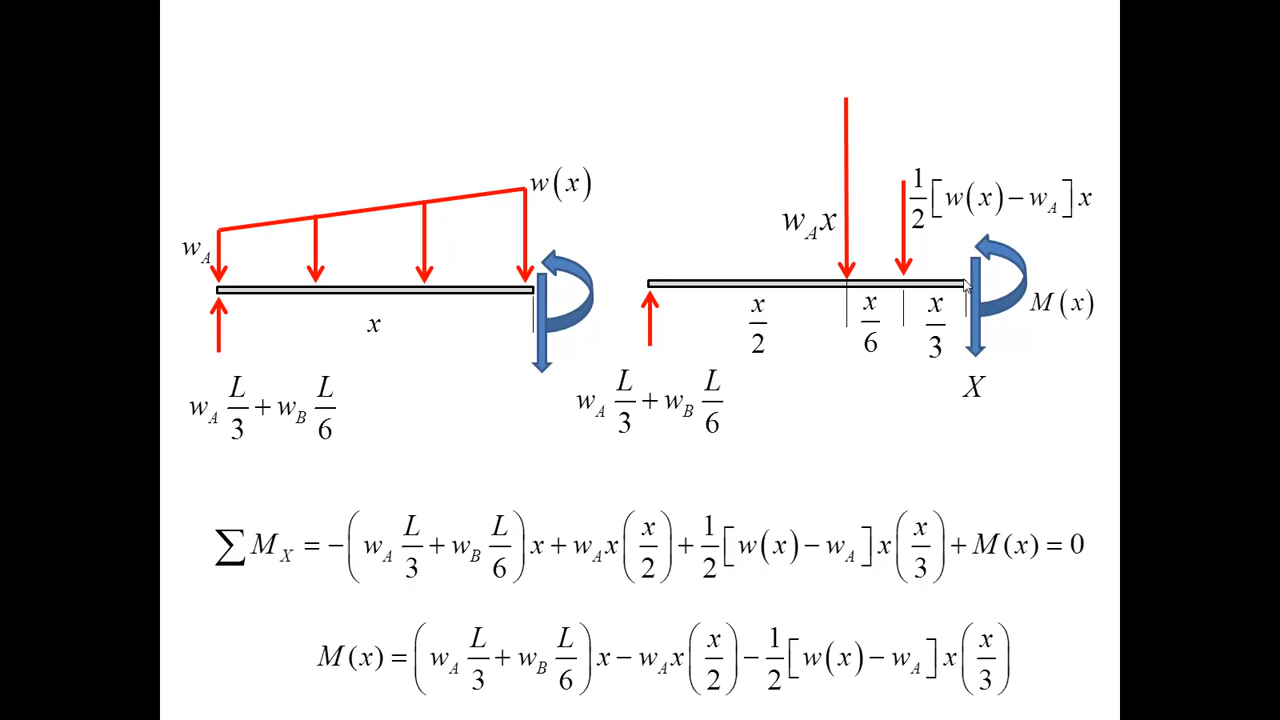 w(x)
w_A
x
w_A L/3 + w_B L/6
w_A x
1/2 [w(x) − w_A] x
x/2 x/6 x/3
M(x)
w_A L/3 + w_B L/6
X
∑M_X = −(w_A L/3 + w_B L/6) x + w_A x (x/2) + 1/2 [w(x) − w_A] x (x/3) + M(x) = 0
M(x) = (w_A L/3 + w_B L/6) x − w_A x (x/2) − 1/2 [w(x) − w_A] x (x/3)